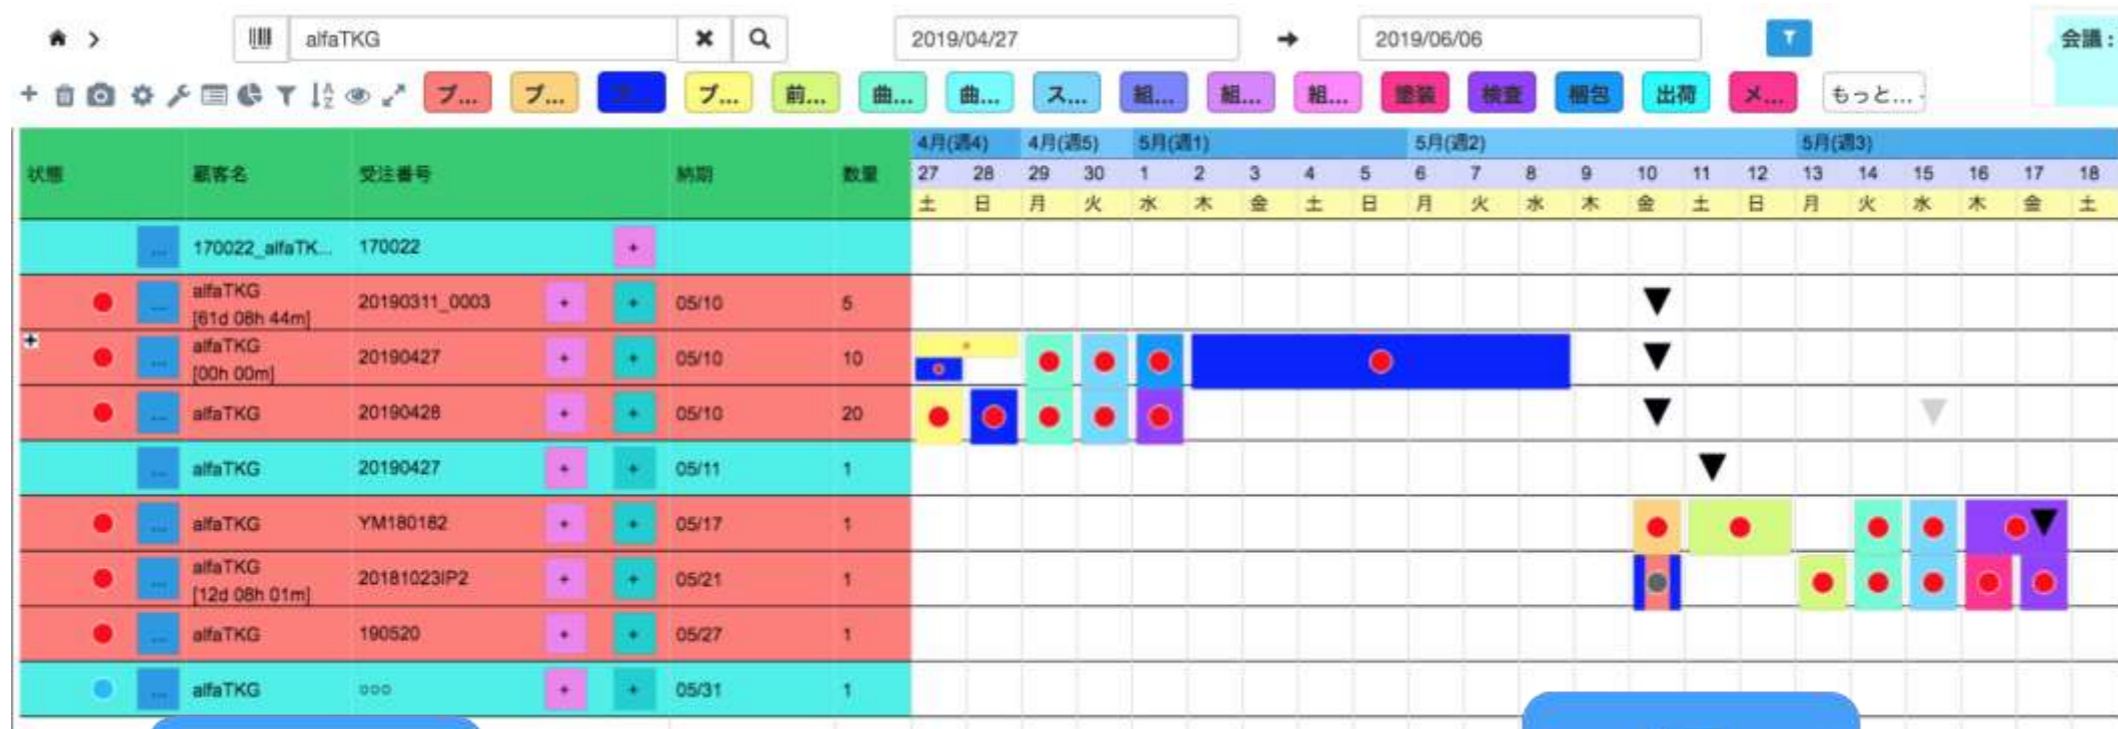 alfaTKG 2019/04/27 → 2019/06/06 会議：
ブ... ブ... ブ... 前... 曲... 曲... ス... 組... 組... 組... 塗装 検査 梱包 出荷 メ... もっと...
4月(週4) 4月(週5) 5月(週1) 5月(週2) 5月(週3)
状態 顧客名 受注番号 納期 数量 27 28 29 30 1 2 3 4 5 6 7 8 9 10 11 12 13 14 15 16 17 18
土 日 月 火 水 木 金 土 日 月 火 水 木 金 土 日 月 火 水 木 金 土
... 170022_alfaTK... 170022 +
... alfaTKG 20190311_0003 + + 05/10 5
[61d 08h 44m]
... alfaTKG 20190427 + + 05/10 10
[00h 00m]
... alfaTKG 20190428 + + 05/10 20
... alfaTKG 20190427 + + 05/11 1
... alfaTKG YM180182 + + 05/17 1
... alfaTKG 20181023IP2 + + 05/21 1
[12d 08h 01m]
... alfaTKG 190520 + + 05/27 1
... alfaTKG ○○○ + + 05/31 1